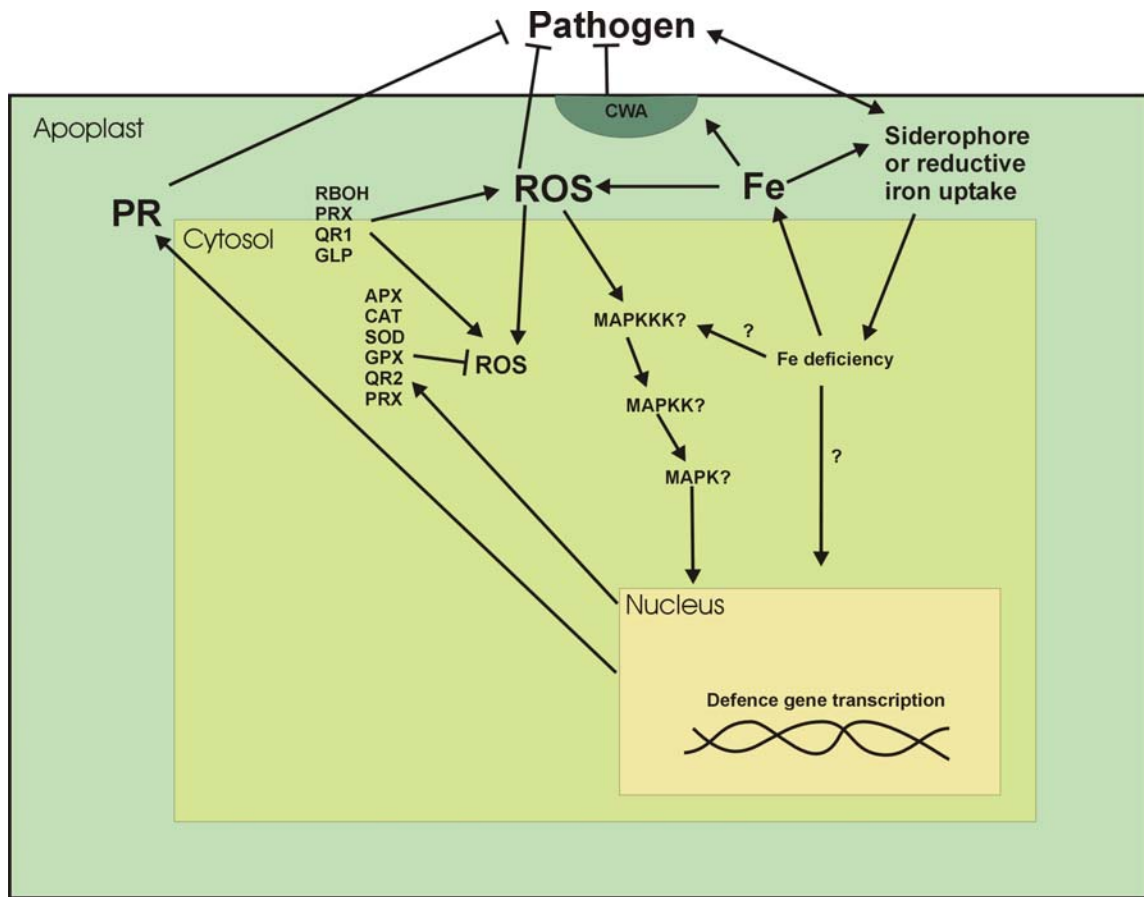 Pathogen
CWA
Apoplast
Siderophore
or reductive
iron uptake
RBOH
PRX
QR1
GLP
ROS
Fe
PR
Cytosol
APX
CAT
SOD
GPX
QR2
PRX
ROS
MAPKKK?
?
Fe deficiency
MAPKK?
?
MAPK?
Nucleus
Defence gene transcription